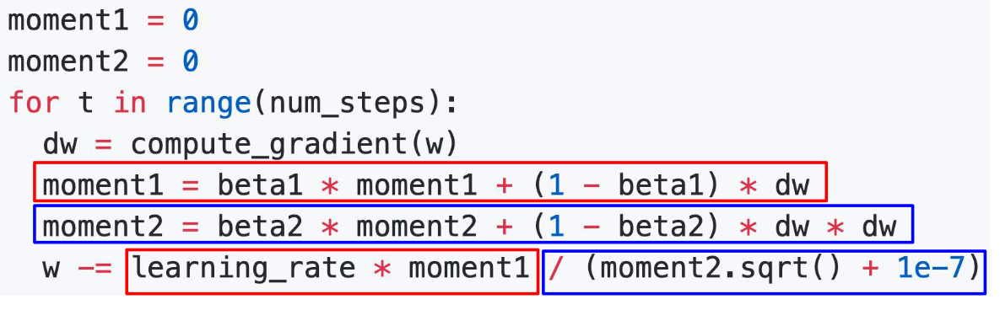 moment1 = 0
moment2 = 0
for t in range(num_steps):
  dw = compute_gradient(w)
  moment1 = beta1 * moment1 + (1 - beta1) * dw
  moment2 = beta2 * moment2 + (1 - beta2) * dw * dw
  w -= learning_rate * moment1 / (moment2.sqrt() + 1e-7)